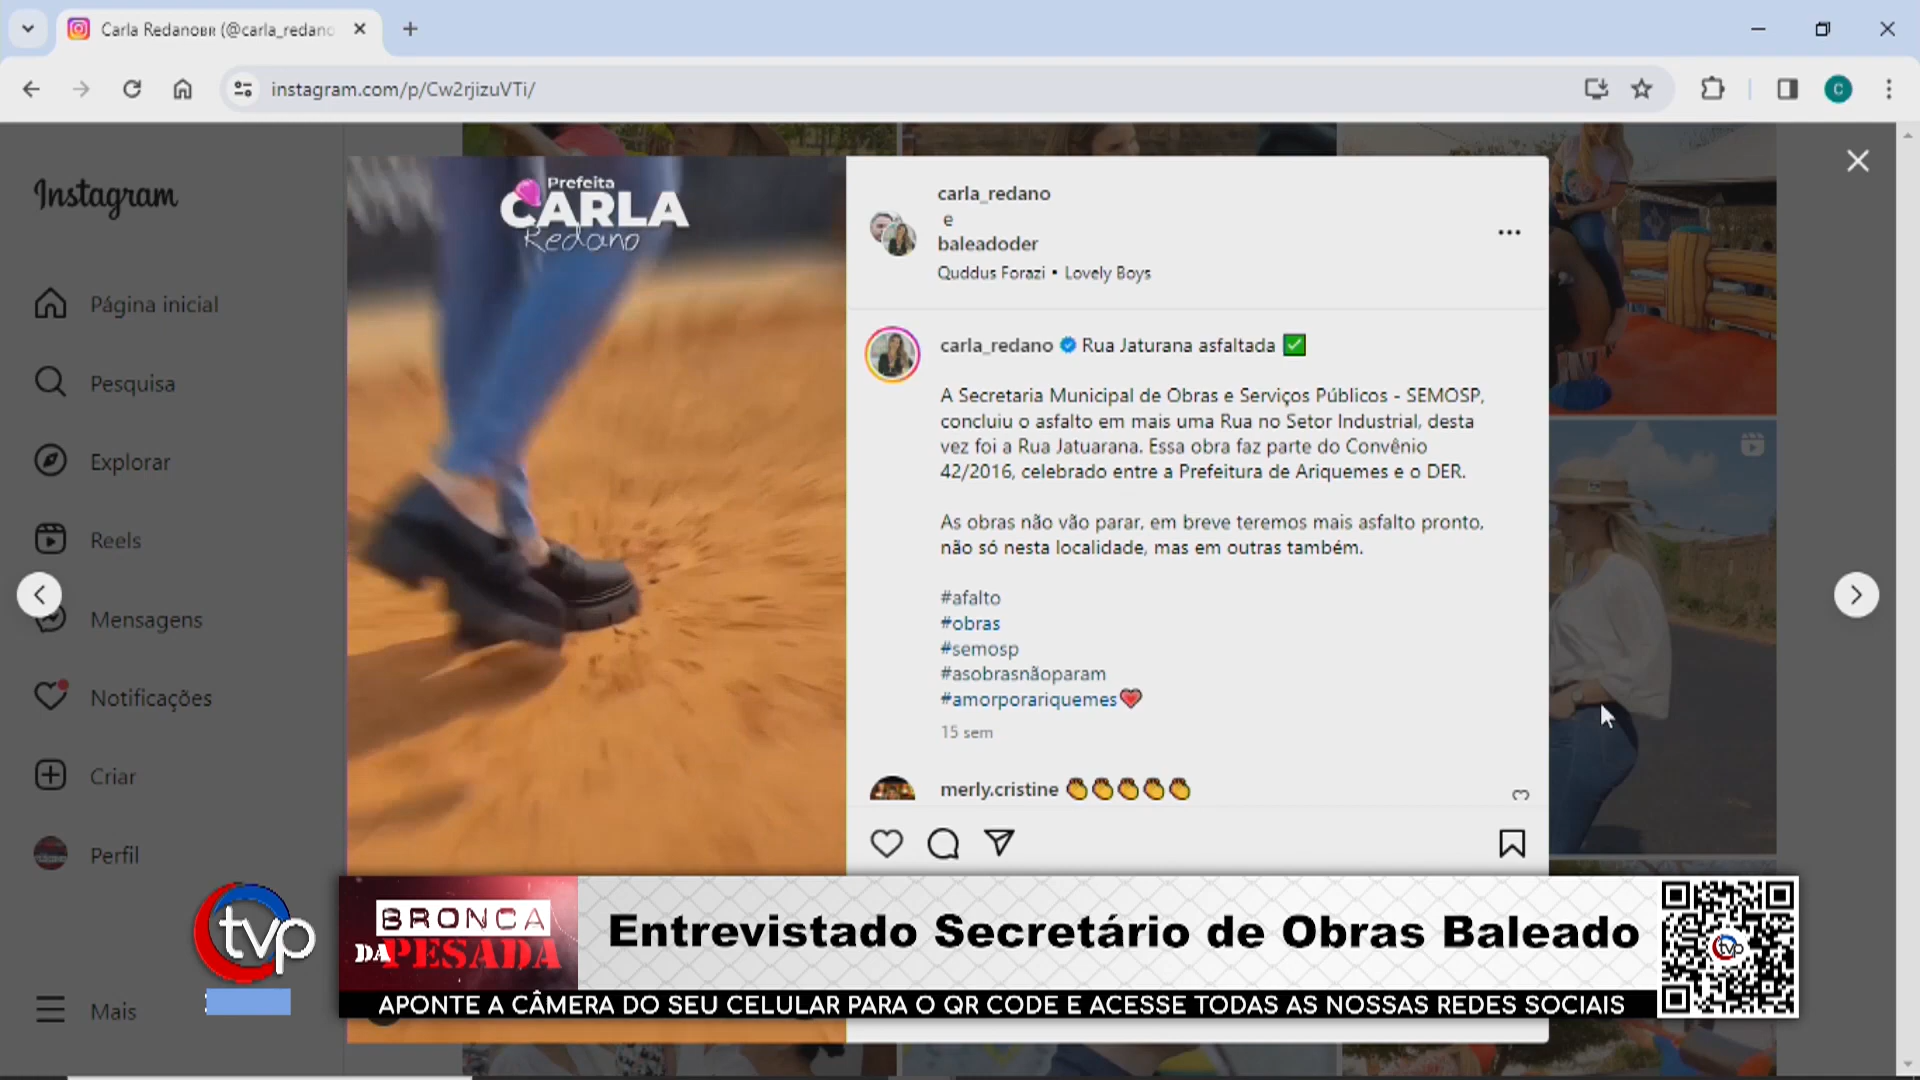 Carla Redanoʙʀ (@carla_redano
instagram.com/p/Cw2rjizuVTi/
C
Instagram
Página inicial
Pesquisa
Explorar
Reels
Mensagens
Notificações
Criar
Perfil
Mais
Prefeita
CARLA
Redano
carla_redano
e
baleadoder
Quddus Forazi • Lovely Boys
carla_redano Rua Jaturana asfaltada ✅
A Secretaria Municipal de Obras e Serviços Públicos - SEMOSP,
concluiu o asfalto em mais uma Rua no Setor Industrial, desta
vez foi a Rua Jatuarana. Essa obra faz parte do Convênio
42/2016, celebrado entre a Prefeitura de Ariquemes e o DER.
As obras não vão parar, em breve teremos mais asfalto pronto,
não só nesta localidade, mas em outras também.
#afalto
#obras
#semosp
#asobrasnãoparam
#amorporariquemes❤️
15 sem
merly.cristine 👏👏👏👏👏
tvp
BRONCA
DA PESADA
Entrevistado Secretário de Obras Baleado
tvp
APONTE A CÂMERA DO SEU CELULAR PARA O QR CODE E ACESSE TODAS AS NOSSAS REDES SOCIAIS